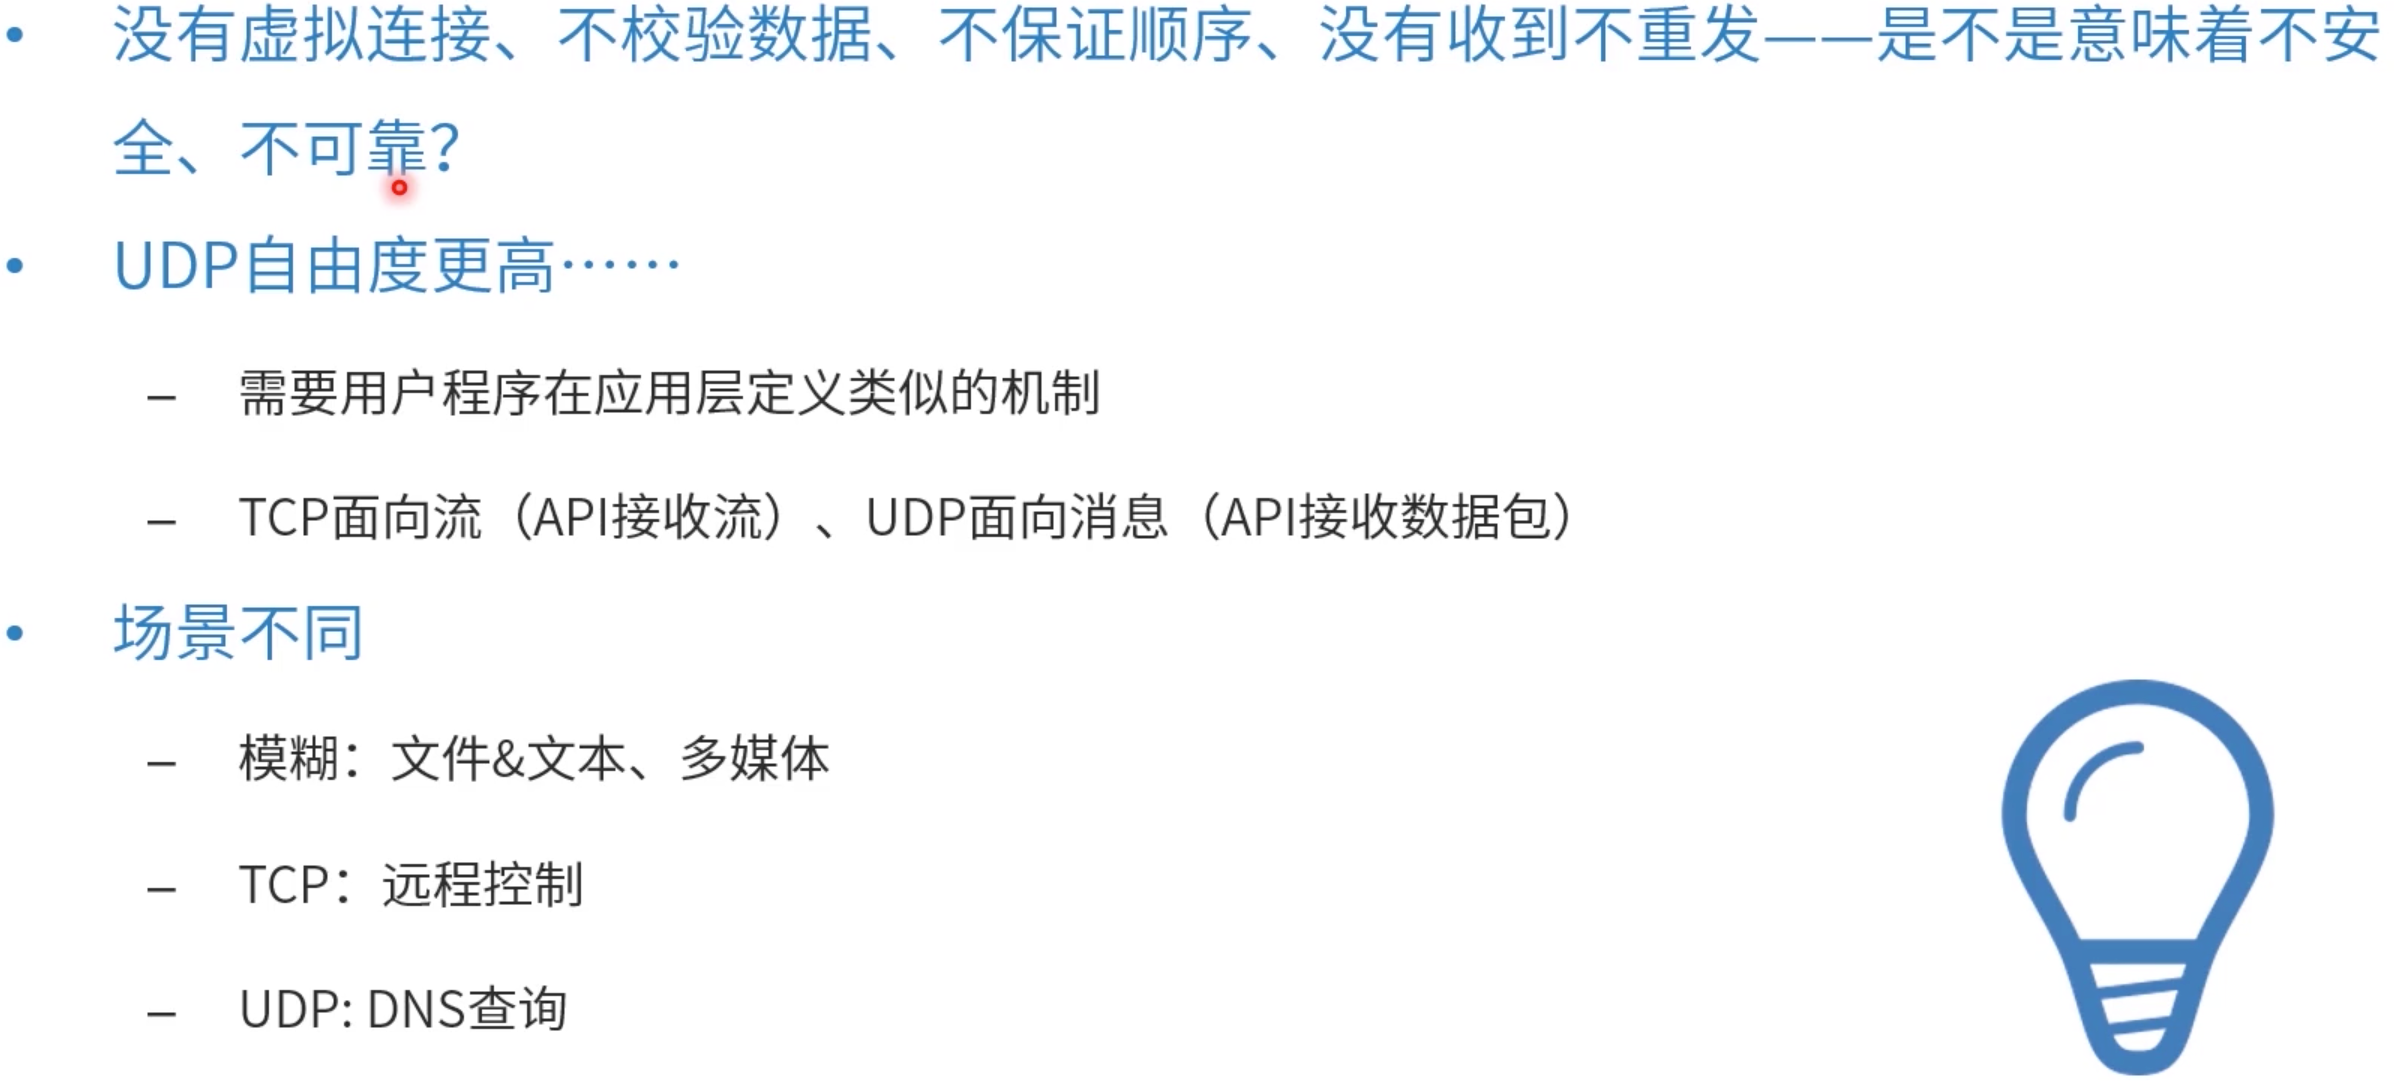 • 没有虚拟连接、不校验数据、不保证顺序、没有收到不重发——是不是意味着不安
全、不可靠？
• UDP自由度更高……
– 需要用户程序在应用层定义类似的机制
– TCP面向流（API接收流）、UDP面向消息（API接收数据包）
• 场景不同
– 模糊：文件&文本、多媒体
– TCP：远程控制
– UDP: DNS查询